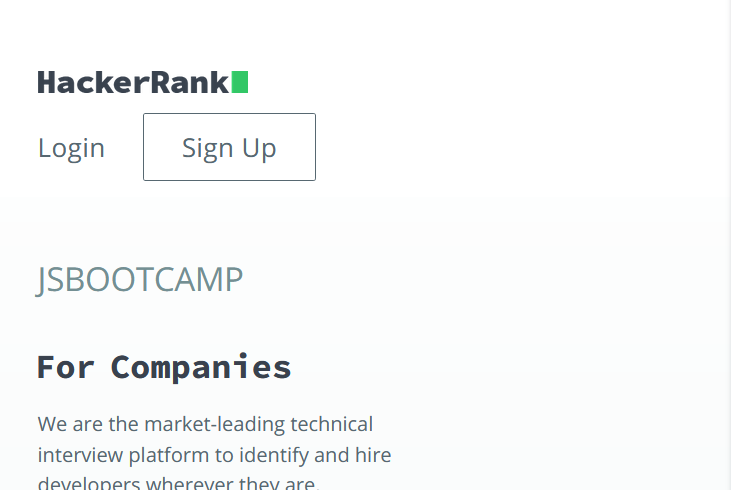 HackerRank
Login Sign Up
JSBOOTCAMP
For Companies
We are the market-leading technical
interview platform to identify and hire
developers wherever they are.